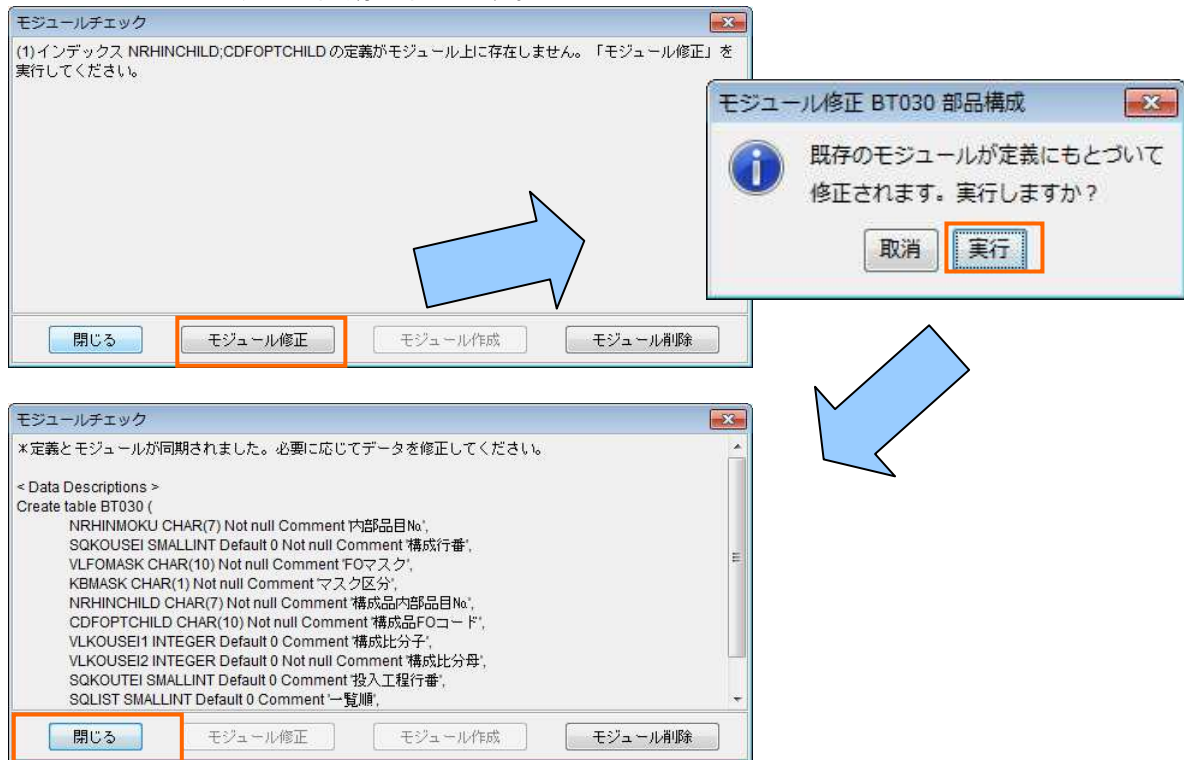 モジュールチェック
(1)インデックス NRHINCHILD;CDFOPTCHILD の定義がモジュール上に存在しません。「モジュール修正」を
実行してください。
閉じる
モジュール修正
モジュール作成
モジュール削除
モジュール修正 BT030 部品構成
既存のモジュールが定義にもとづいて
修正されます。実行しますか？
取消
実行
モジュールチェック
*定義とモジュールが同期されました。必要に応じてデータを修正してください。
< Data Descriptions >
Create table BT030 (
NRHINMOKU CHAR(7) Not null Comment '内部品目№',
SQKOUSEI SMALLINT Default 0 Not null Comment '構成行番',
VLFOMASK CHAR(10) Not null Comment 'FOマスク',
KBMASK CHAR(1) Not null Comment 'マスク区分',
NRHINCHILD CHAR(7) Not null Comment '構成品内部品目№',
CDFOPTCHILD CHAR(10) Not null Comment '構成品FOコード',
VLKOUSEI1 INTEGER Default 0 Comment '構成比分子',
VLKOUSEI2 INTEGER Default 0 Not null Comment '構成比分母',
SQKOUTEI SMALLINT Default 0 Comment '投入工程行番',
SQLIST SMALLINT Default 0 Comment '一覧順',
閉じる
モジュール修正
モジュール作成
モジュール削除